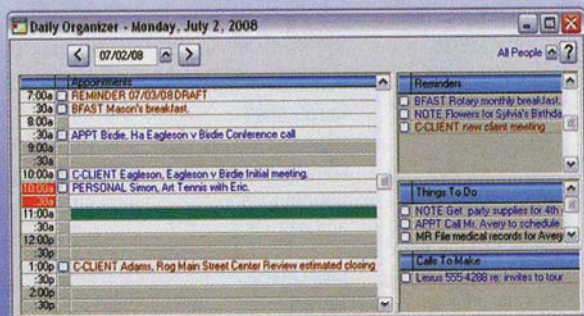 Daily Organizer - Monday, July 2, 2008
07/02/08
All People
?
Appointments
7:00a REMINDER 07/03/08 DRAFT
:30a BFAST Mason's breakfast.
8:00a
:30a APPT Birdie, Ha Eagleson v Birdie Conference call
9:00a
:30a
10:00a C-CLIENT Eagleson, Eagleson v Birdie Initial meeting.
10:00a PERSONAL Simon, Art Tennis with Eric.
:30a
11:00a
:30a
12:00p
:30p
1:00p C-CLIENT Adams, Rog Main Street Center Review estimated closing
:30p
2:00p
:30p
Reminders
BFAST Rotary monthly breakfast.
NOTE Flowers for Sylvia's Birthda
C-CLIENT new client meeting
Things To Do
NOTE Get party supplies for 4th
APPT Call Mr. Avery to schedule
MR File medical records for Avery
Calls To Make
Lexus 555-4288 re: invites to tour